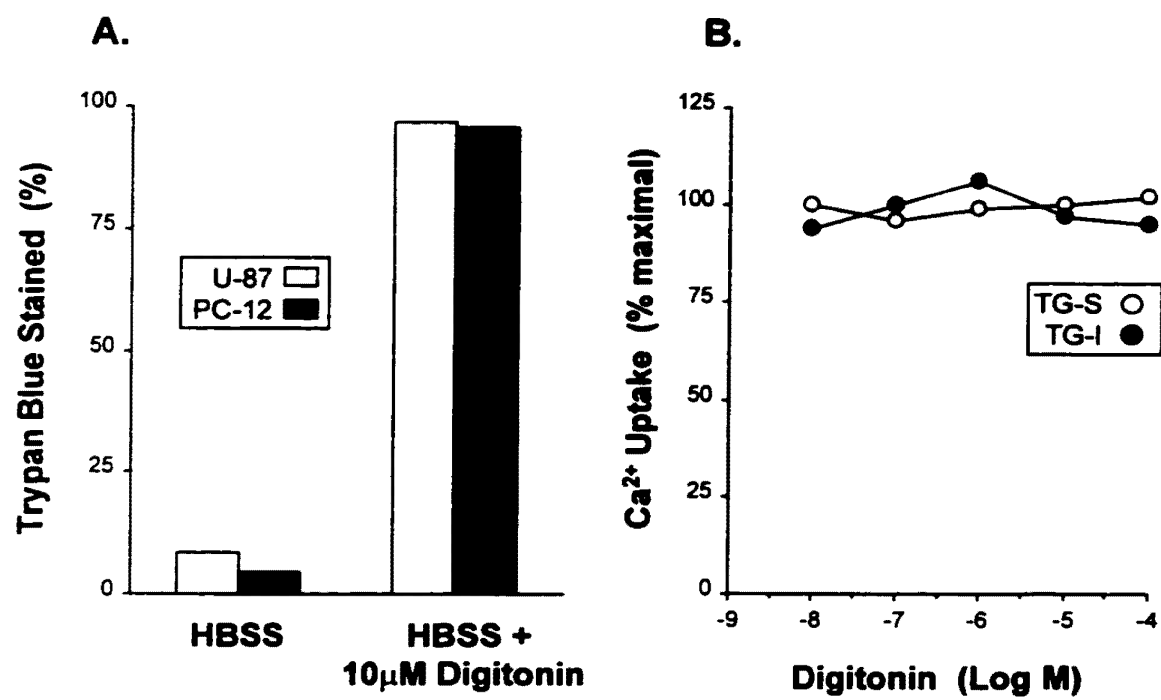 A.
Trypan Blue Stained (%)
100
75
50
25
0
U-87
PC-12
HBSS
HBSS +
10μM Digitonin
B.
Ca²⁺ Uptake (% maximal)
125
100
75
50
25
0
TG-S
TG-I
-9 -8 -7 -6 -5 -4
Digitonin (Log M)